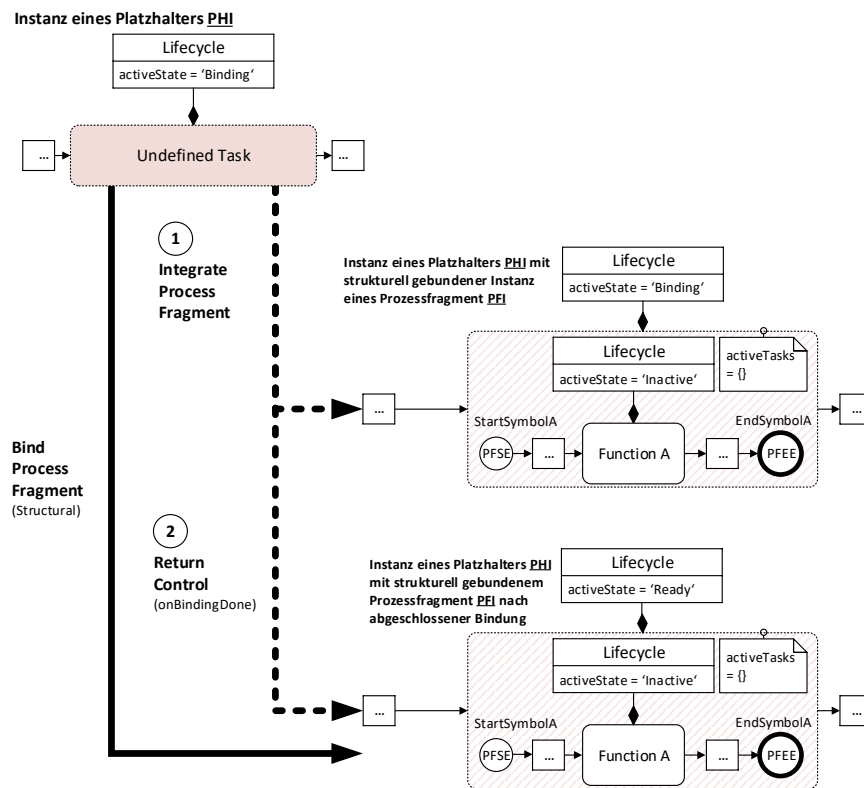 Instanz eines Platzhalters PHI
Lifecycle
activeState = ‘Binding‘
...
Undefined Task
...
1
Integrate
Process
Fragment
Instanz eines Platzhalters PHI mit
strukturell gebundener Instanz
eines Prozessfragment PFI
Lifecycle
activeState = ‘Binding‘
Lifecycle
activeState = ‘Inactive‘
activeTasks
= {}
...
...
StartSymbolA
EndSymbolA
PFSE
...
Function A
...
PFEE
Bind
Process
Fragment
(Structural)
2
Return
Control
(onBindingDone)
Instanz eines Platzhalters PHI
mit strukturell gebundenem
Prozessfragment PFI nach
abgeschlossener Bindung
Lifecycle
activeState = ‘Ready‘
Lifecycle
activeState = ‘Inactive‘
activeTasks
= {}
...
...
StartSymbolA
EndSymbolA
PFSE
...
Function A
...
PFEE